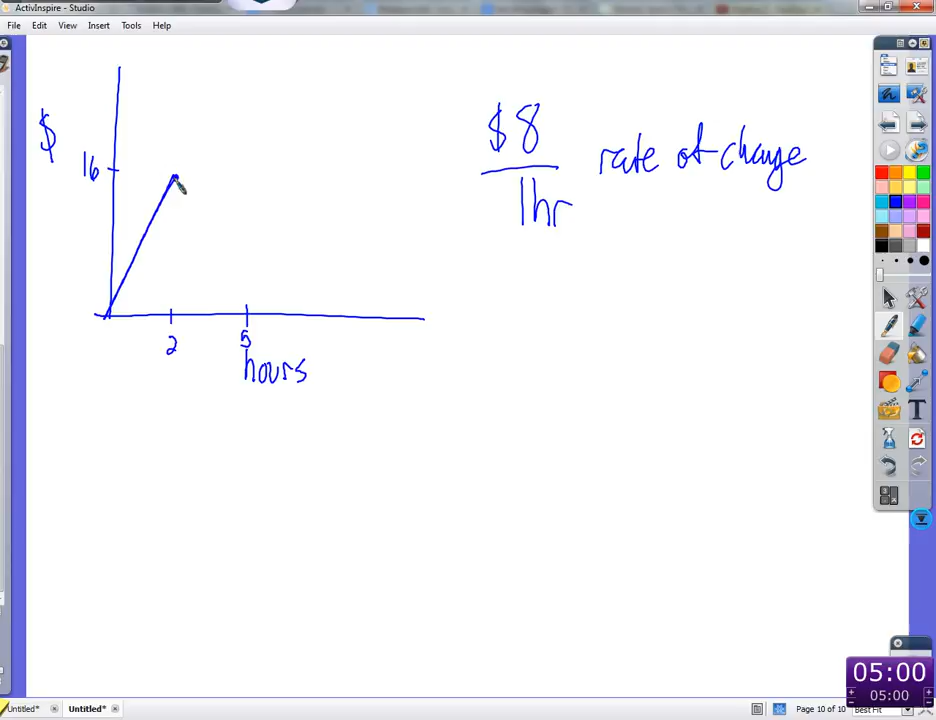 ActivInspire - Studio
File Edit View Insert Tools Help
$
16
2
5
hours
$8
1hr
rate of change
05:00
05:00
Untitled* Untitled*
Page 10 of 10 Best Fit